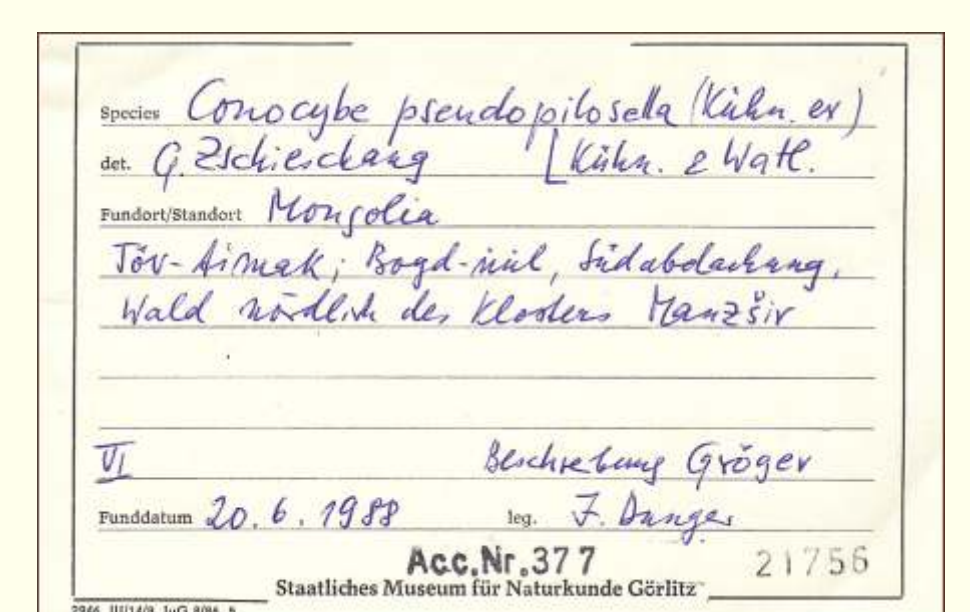 Species Conocybe pseudopilosella (Kühn. ex)
det. G. Zschieschang [Kühn. & Watl.
Fundort/Standort Mongolia
Töv-Aimak; Bogd-uul, Südabdachung,
Wald nördlich des Klosters Manzšir
VI Beschreibung Gröger
Funddatum 20. 6. 1988 leg. J. Dunger
Acc.Nr.377 21756
Staatliches Museum für Naturkunde Görlitz